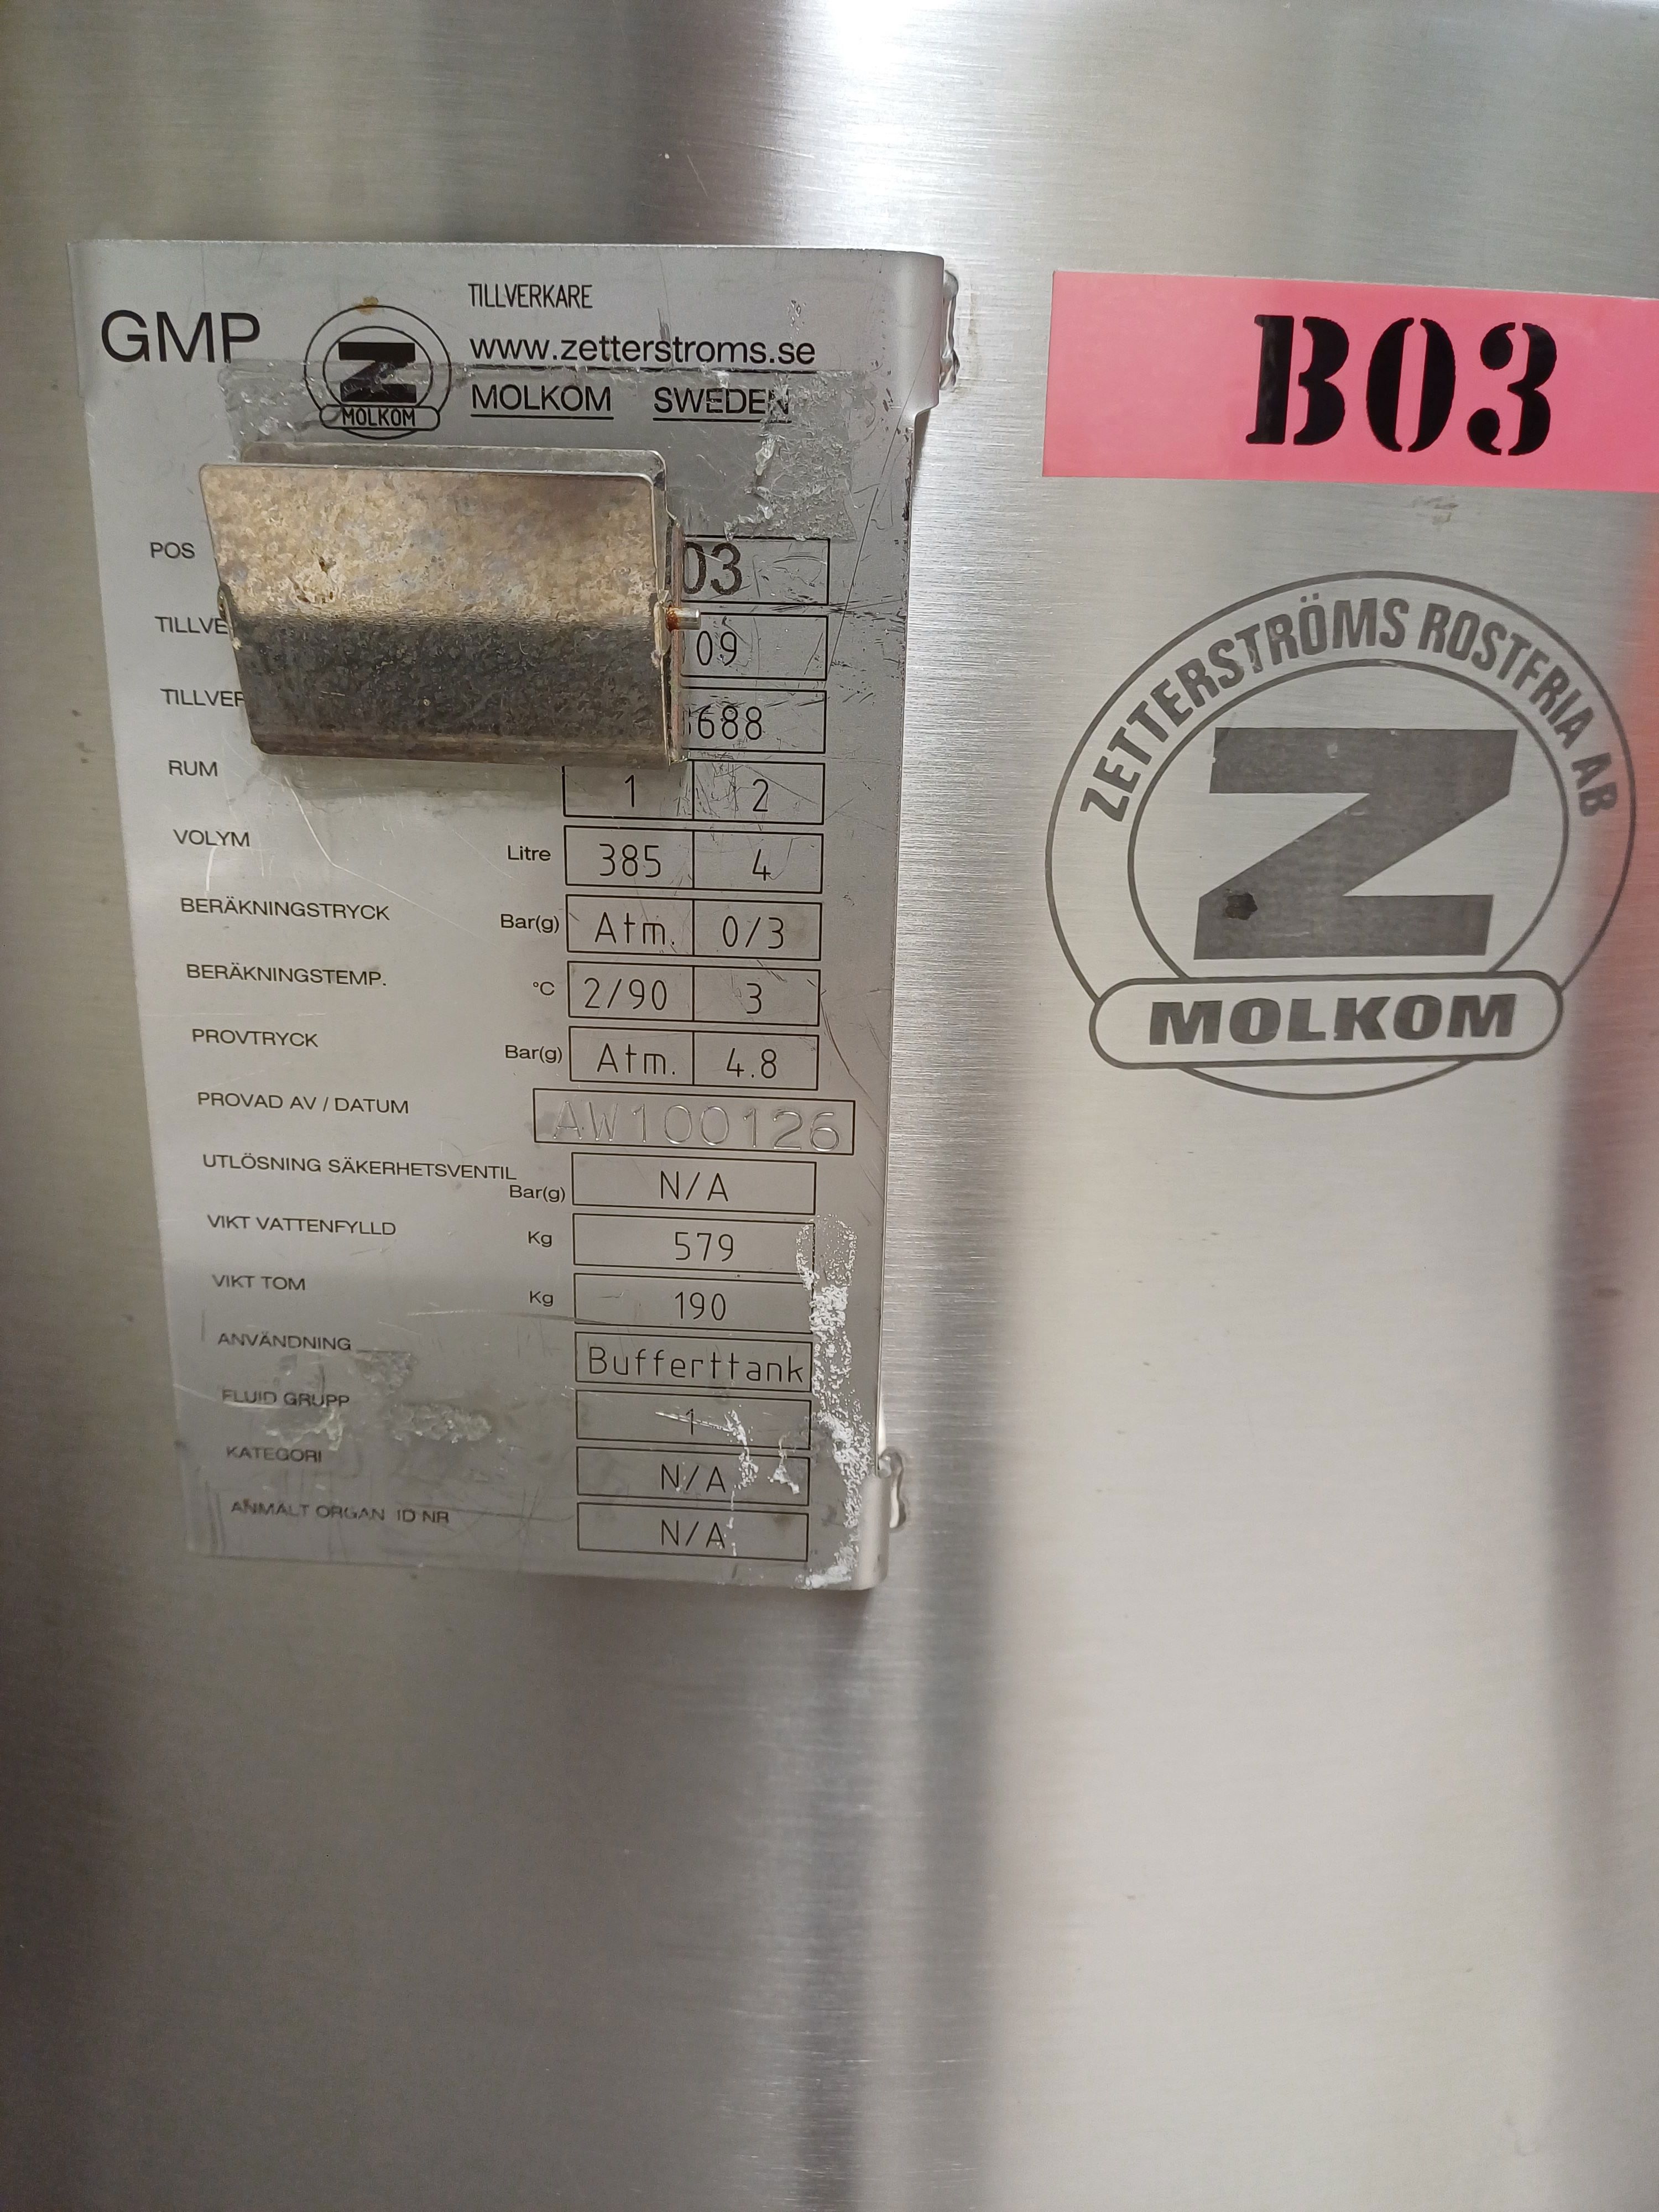 TILLVERKARE
GMP
www.zetterstroms.se
MOLKOM SWEDEN
Z
MOLKOM
POS 03
09
688
RUM 1 2
VOLYM Litre 385 4
BERÄKNINGSTRYCK Bar(g) Atm. 0/3
BERÄKNINGSTEMP. °C 2/90 3
PROVTRYCK Bar(g) Atm. 4.8
PROVAD AV / DATUM AW100126
UTLÖSNING SÄKERHETSVENTIL Bar(g) N/A
VIKT VATTENFYLLD Kg 579
VIKT TOM Kg 190
ANVÄNDNING Bufferttank
FLUID GRUPP 1
KATEGORI N/A
ANMÄLT ORGAN ID NR N/A
B03
ZETTERSTRÖMS ROSTFRIA AB
Z
MOLKOM